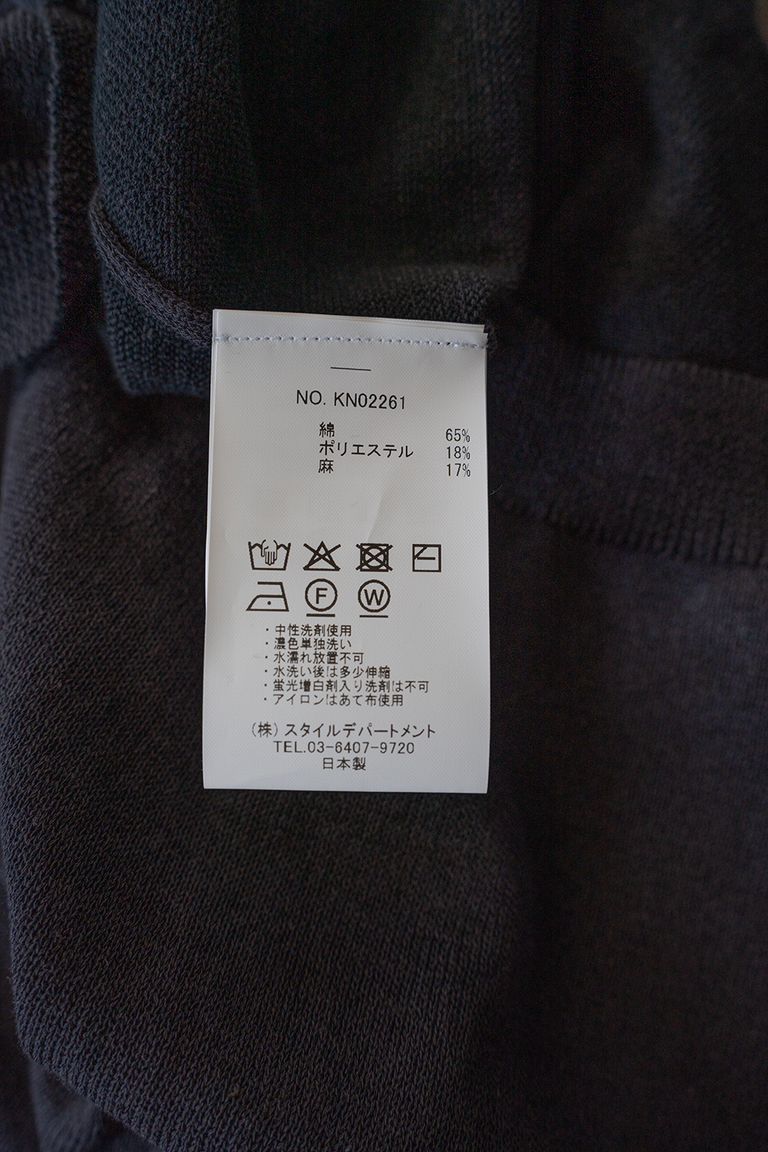 NO. KN02261
綿 65%
ポリエステル 18%
麻 17%
F W
・中性洗剤使用
・濃色単独洗い
・水濡れ放置不可
・水洗い後は多少伸縮
・蛍光増白剤入り洗剤は不可
・アイロンはあて布使用
(株)スタイルデパートメント
TEL.03-6407-9720
日本製